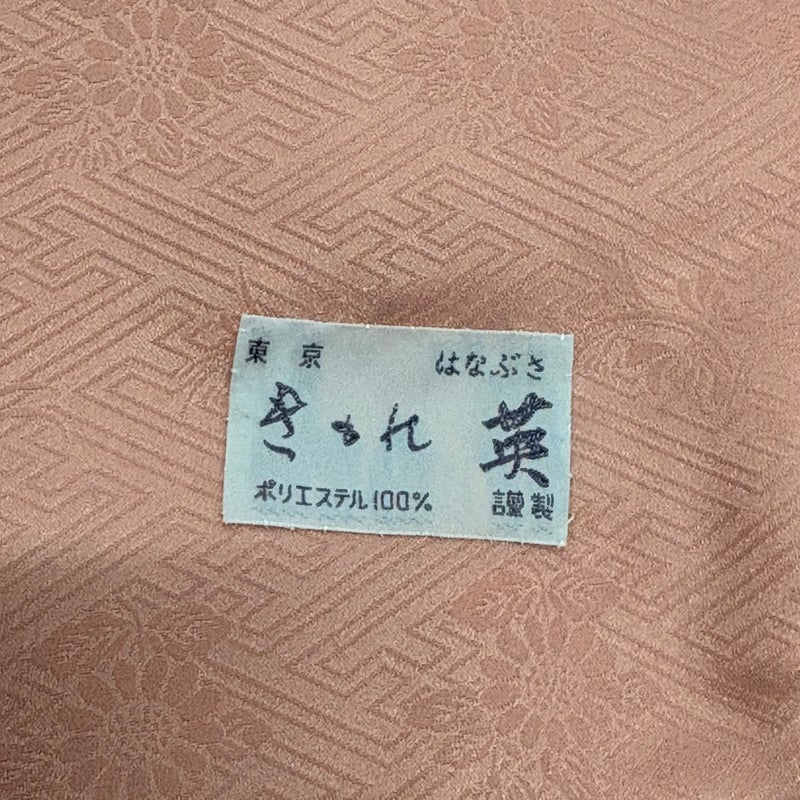 東京 はなぶさ
きもれ 英
ポリエステル100% 謹製